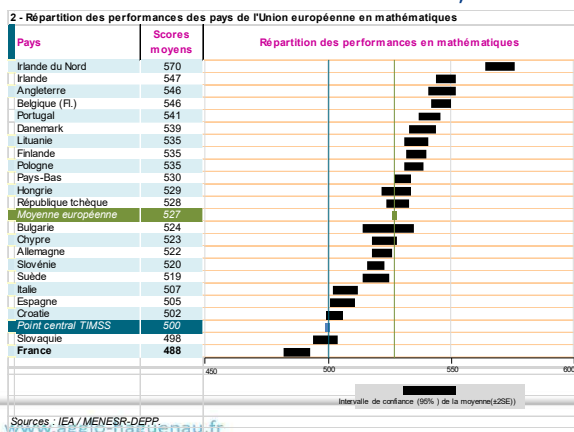 2 - Répartition des performances des pays de l'Union européenne en mathématiques
Pays Scores moyens Répartition des performances en mathématiques
Irlande du Nord 570
Irlande 547
Angleterre 546
Belgique (Fl.) 546
Portugal 541
Danemark 539
Lituanie 535
Finlande 535
Pologne 535
Pays-Bas 530
Hongrie 529
République tchèque 528
Moyenne européenne 527
Bulgarie 524
Chypre 523
Allemagne 522
Slovénie 520
Suède 519
Italie 507
Espagne 505
Croatie 502
Point central TIMSS 500
Slovaquie 498
France 488
450 500 550 600
Intervalle de confiance (95% ) de la moyenne(±2SE))
Sources : IEA / MENESR-DEPP.
www.agglo-haguenau.fr